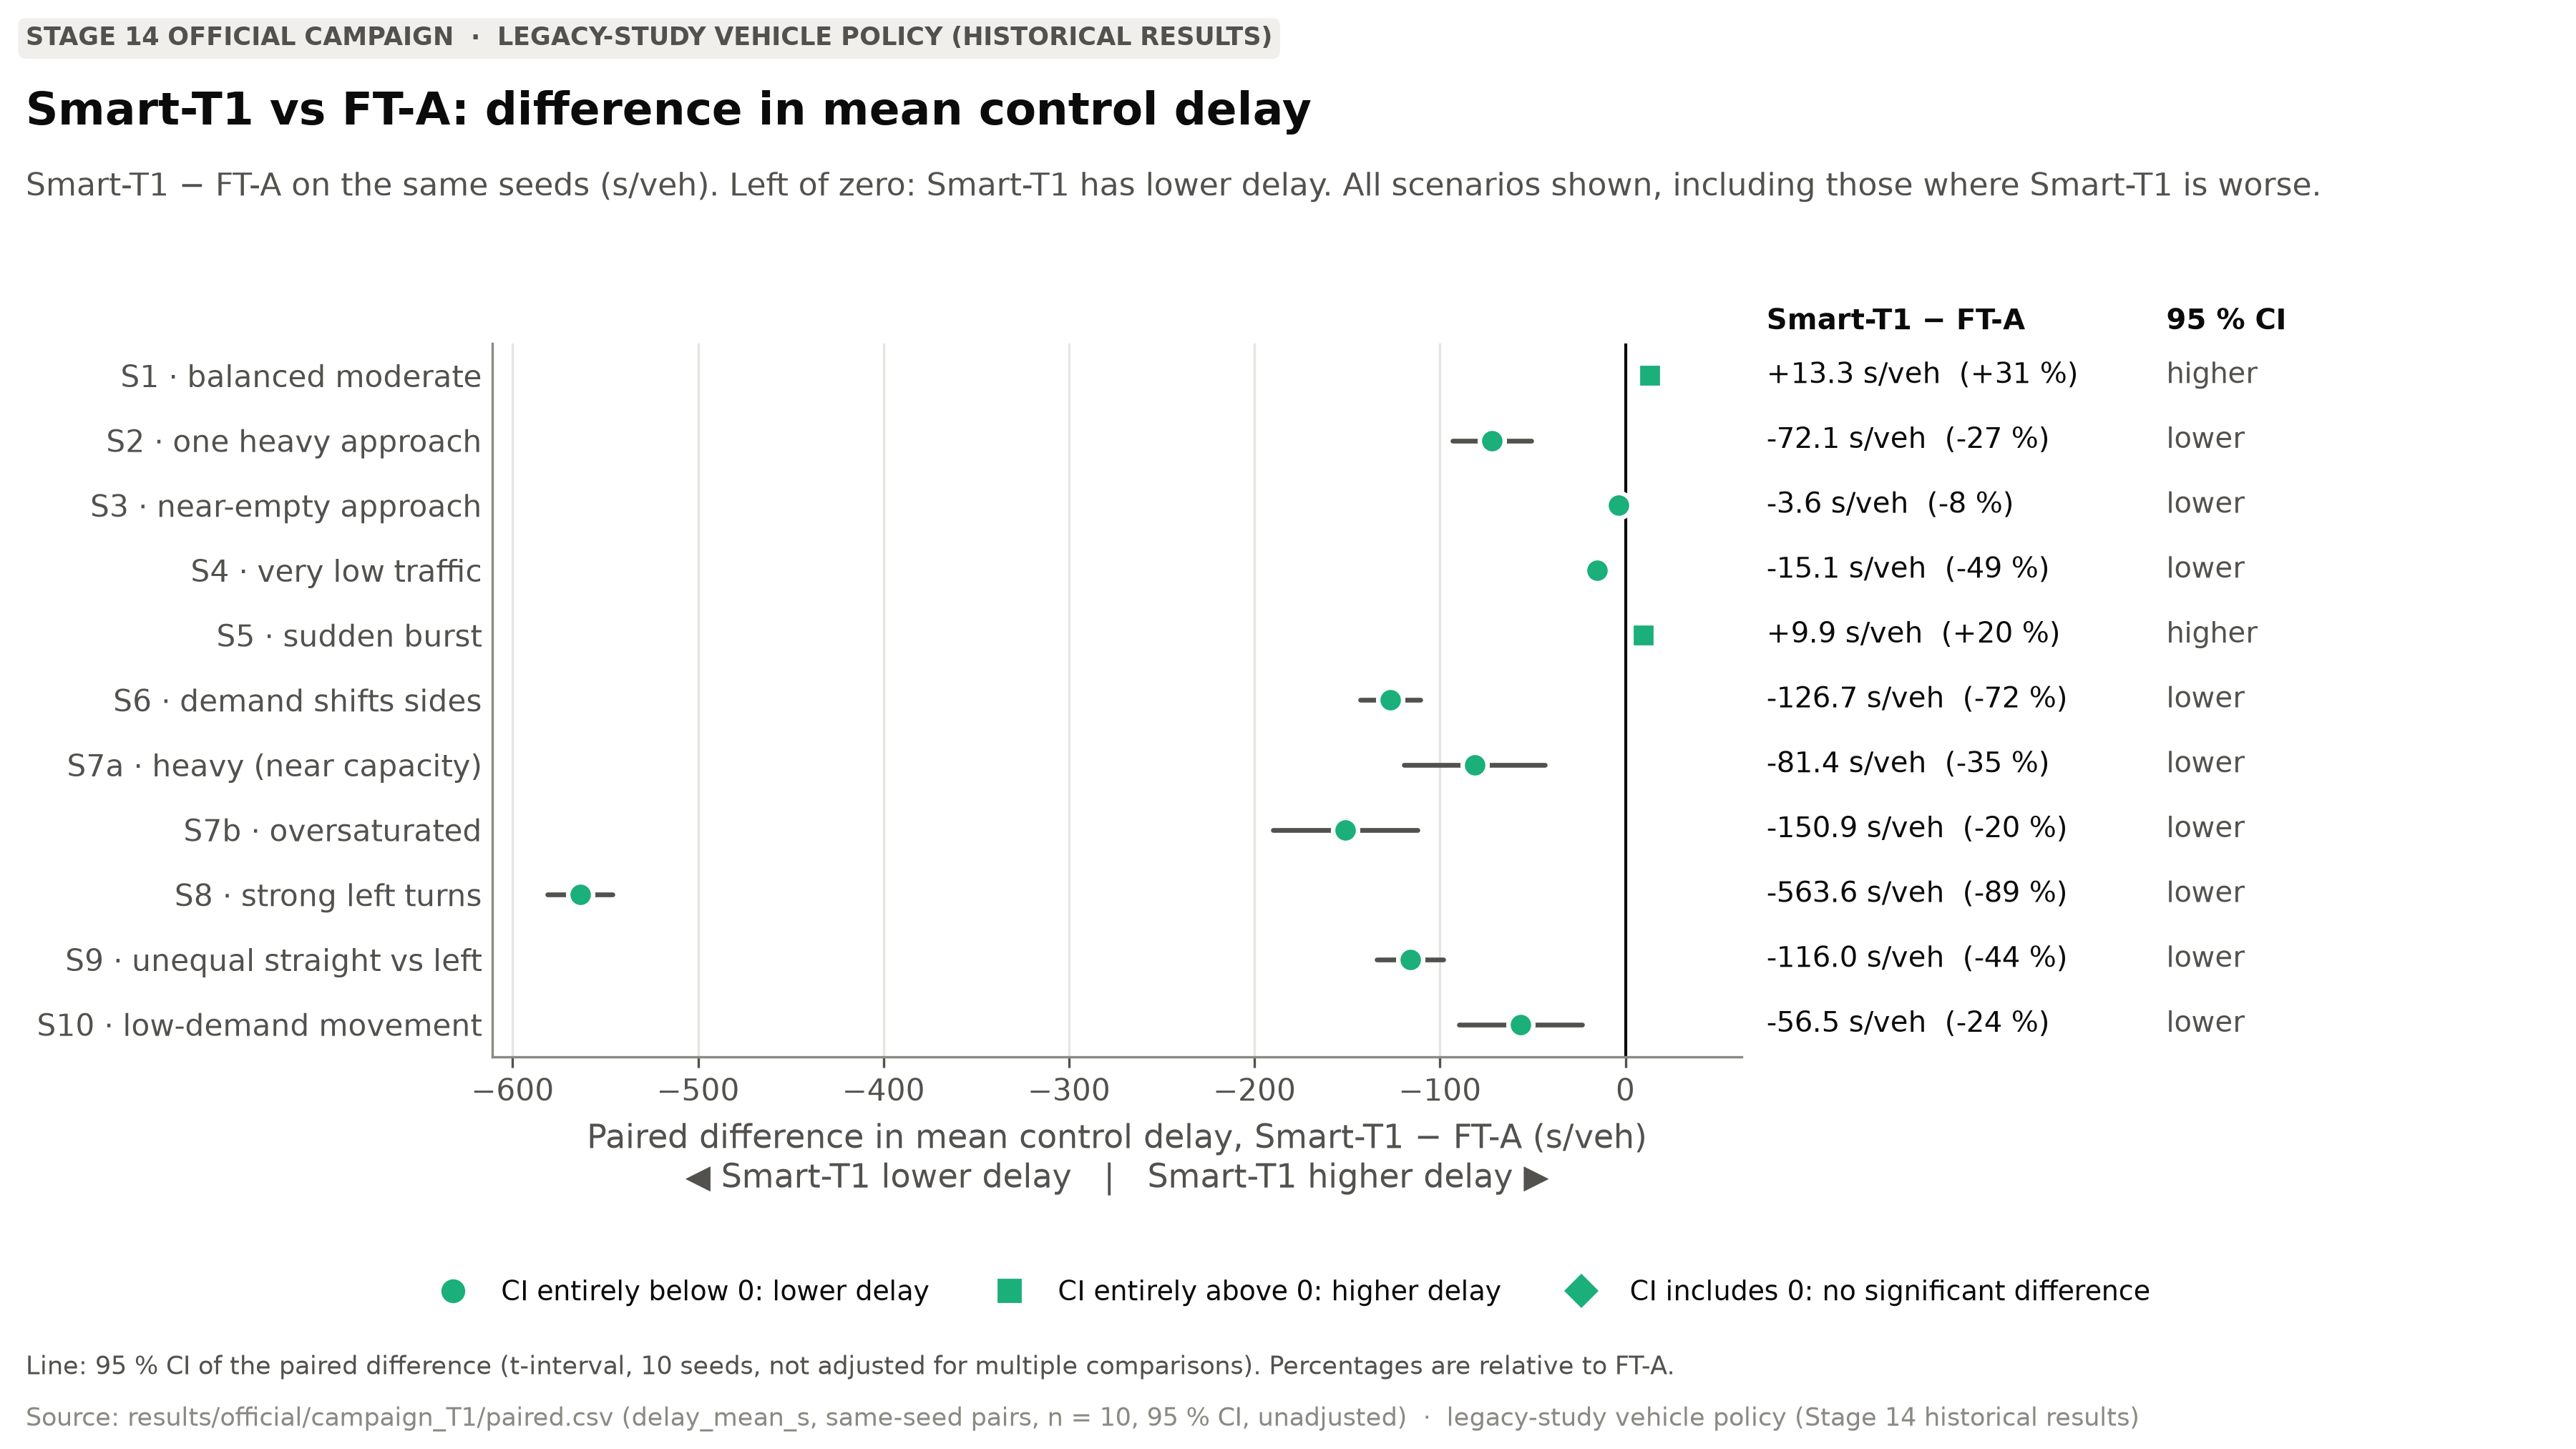 STAGE 14 OFFICIAL CAMPAIGN · LEGACY-STUDY VEHICLE POLICY (HISTORICAL RESULTS)
Smart-T1 vs FT-A: difference in mean control delay
Smart-T1 − FT-A on the same seeds (s/veh). Left of zero: Smart-T1 has lower delay. All scenarios shown, including those where Smart-T1 is worse.
Smart-T1 − FT-A 95 % CI
S1 · balanced moderate +13.3 s/veh (+31 %) higher
S2 · one heavy approach -72.1 s/veh (-27 %) lower
S3 · near-empty approach -3.6 s/veh (-8 %) lower
S4 · very low traffic -15.1 s/veh (-49 %) lower
S5 · sudden burst +9.9 s/veh (+20 %) higher
S6 · demand shifts sides -126.7 s/veh (-72 %) lower
S7a · heavy (near capacity) -81.4 s/veh (-35 %) lower
S7b · oversaturated -150.9 s/veh (-20 %) lower
S8 · strong left turns -563.6 s/veh (-89 %) lower
S9 · unequal straight vs left -116.0 s/veh (-44 %) lower
S10 · low-demand movement -56.5 s/veh (-24 %) lower
−600 −500 −400 −300 −200 −100 0
Paired difference in mean control delay, Smart-T1 − FT-A (s/veh)
◀ Smart-T1 lower delay | Smart-T1 higher delay ▶
CI entirely below 0: lower delay CI entirely above 0: higher delay CI includes 0: no significant difference
Line: 95 % CI of the paired difference (t-interval, 10 seeds, not adjusted for multiple comparisons). Percentages are relative to FT-A.
Source: results/official/campaign_T1/paired.csv (delay_mean_s, same-seed pairs, n = 10, 95 % CI, unadjusted) · legacy-study vehicle policy (Stage 14 historical results)